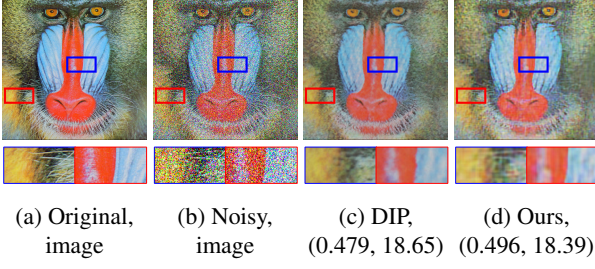 (a) Original,
image
(b) Noisy,
image
(c) DIP,
(0.479, 18.65)
(d) Ours,
(0.496, 18.39)